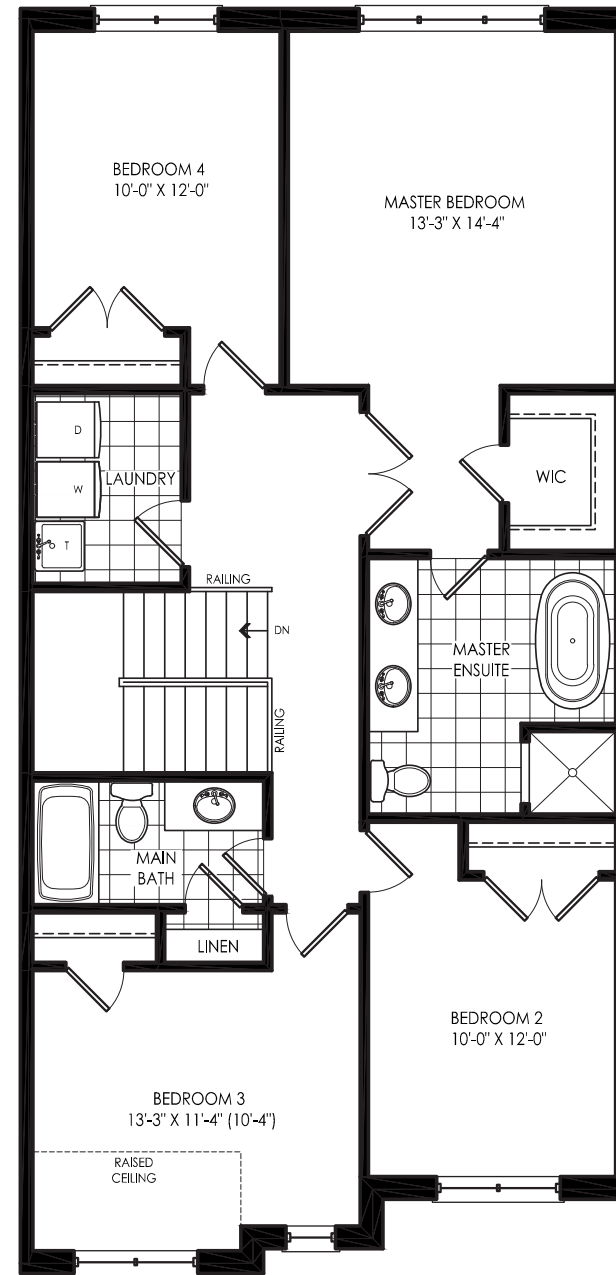 BEDROOM 4
10'-0" X 12'-0"
MASTER BEDROOM
13'-3" X 14'-4"
D
W
LAUNDRY
T
WIC
RAILING
DN
RAILING
MASTER
ENSUITE
MAIN
BATH
LINEN
BEDROOM 2
10'-0" X 12'-0"
BEDROOM 3
13'-3" X 11'-4" (10'-4")
RAISED
CEILING